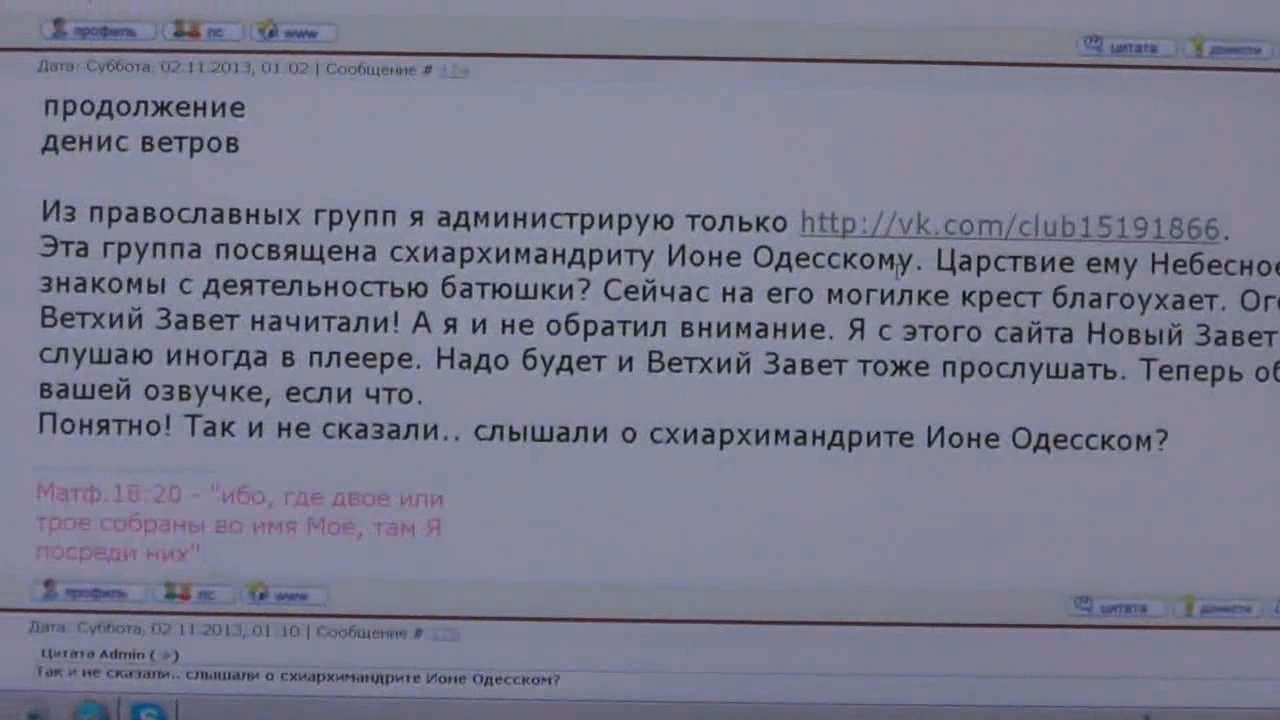 профиль пс www
цитата
Дата: Суббота, 02.11.2013, 01:02 | Сообщение #
продолжение
денис ветров
Из православных групп я администрирую только http://vk.com/club15191866.
Эта группа посвящена схиархимандриту Ионе Одесскому. Царствие ему Небесное
знакомы с деятельностью батюшки? Сейчас на его могилке крест благоухает. Ог
Ветхий Завет начитали! А я и не обратил внимание. Я с этого сайта Новый Завет
слушаю иногда в плеере. Надо будет и Ветхий Завет тоже прослушать. Теперь об
вашей озвучке, если что.
Понятно! Так и не сказали.. слышали о схиархимандрите Ионе Одесском?
Матф.18:20 - "ибо, где двое или
трое собраны во имя Мое, там Я
посреди них"
профиль пс www
цитата
Дата: Суббота, 02.11.2013, 01:10 | Сообщение #
Цитата Admin ( )
Так и не сказали.. слышали о схиархимандрите Ионе Одесском?